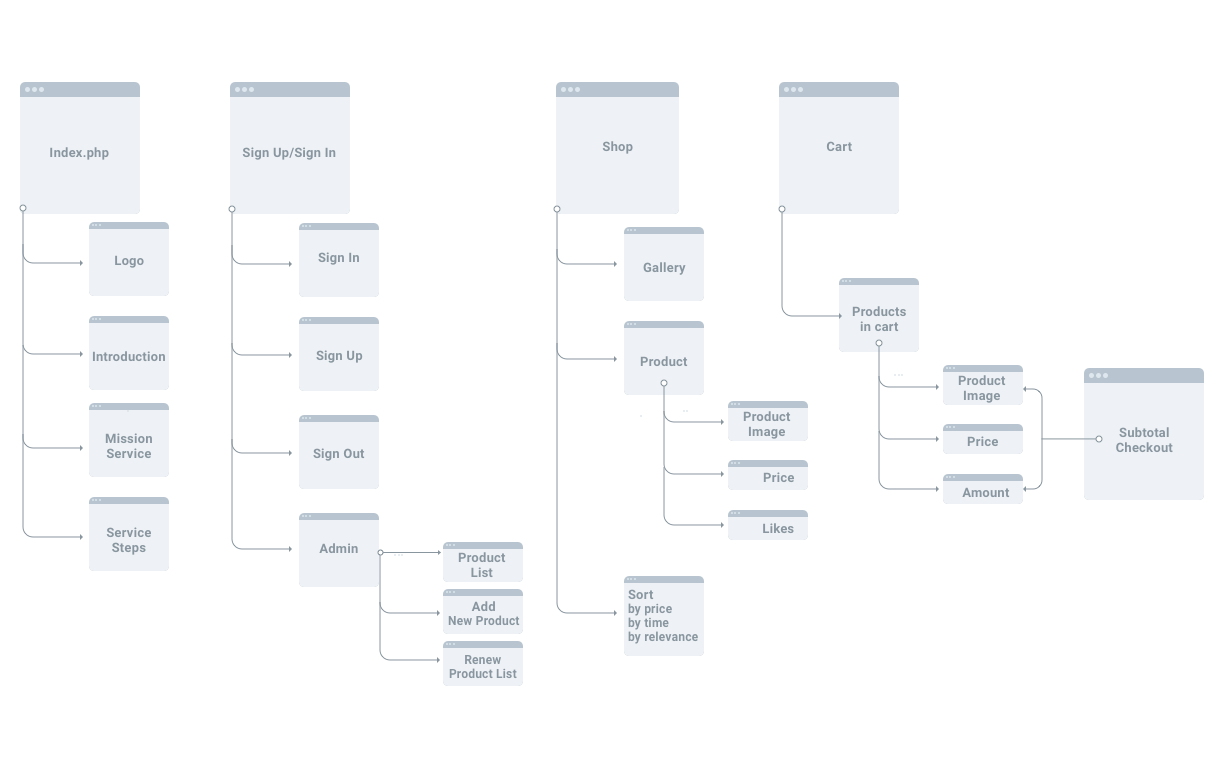 Index.php
Logo
Introduction
Mission
Service
Service
Steps
Sign Up/Sign In
Sign In
Sign Up
Sign Out
Admin
Product
List
Add
New Product
Renew
Product List
Shop
Gallery
Product
Product
Image
Price
Likes
Sort
by price
by time
by relevance
Cart
Products
in cart
Product
Image
Price
Amount
Subtotal
Checkout